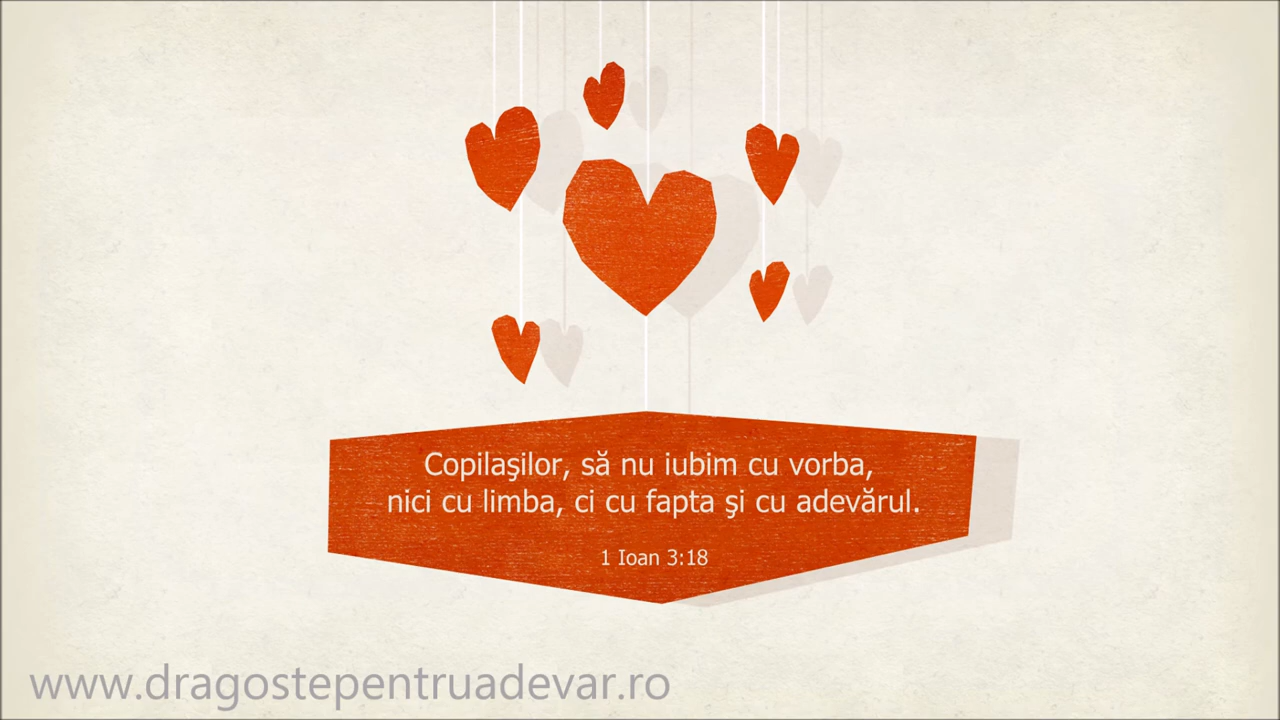 Copilaşilor, să nu iubim cu vorba,
nici cu limba, ci cu fapta şi cu adevărul.
1 Ioan 3:18
www.dragostepentruadevar.ro